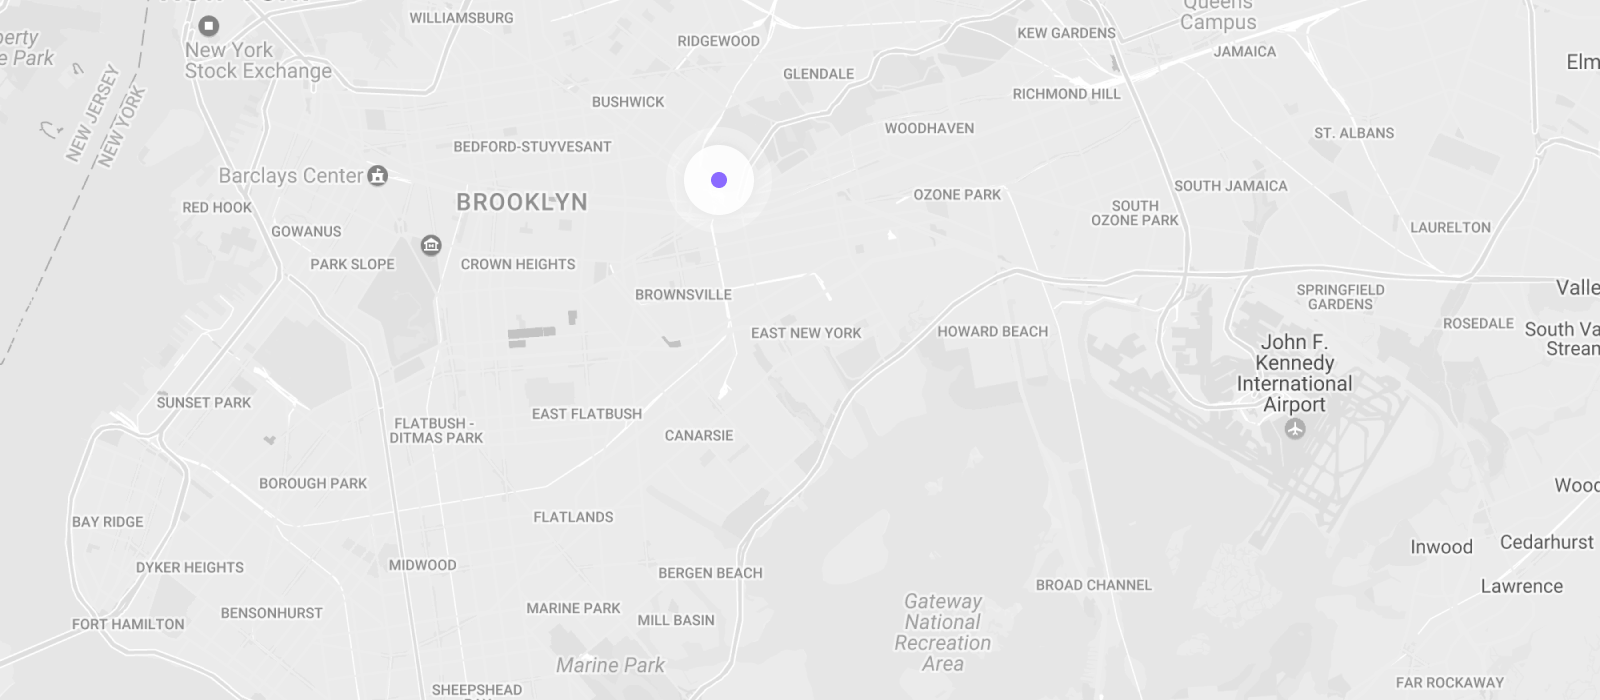 WILLIAMSBURG
Queens
Campus
KEW GARDENS
RIDGEWOOD
New York
Stock Exchange
JAMAICA
GLENDALE
RICHMOND HILL
BUSHWICK
NEW JERSEY
NEW YORK
WOODHAVEN
ST. ALBANS
BEDFORD-STUYVESANT
Barclays Center
BROOKLYN
SOUTH JAMAICA
OZONE PARK
RED HOOK
SOUTH
OZONE PARK
GOWANUS
LAURELTON
PARK SLOPE
CROWN HEIGHTS
BROWNSVILLE
SPRINGFIELD
GARDENS
Valle
EAST NEW YORK
HOWARD BEACH
ROSEDALE
South Va
Stream
John F.
Kennedy
International
Airport
SUNSET PARK
EAST FLATBUSH
FLATBUSH -
DITMAS PARK
CANARSIE
BOROUGH PARK
BAY RIDGE
FLATLANDS
Inwood
Cedarhurst
DYKER HEIGHTS
MIDWOOD
BERGEN BEACH
BROAD CHANNEL
Lawrence
BENSONHURST
MARINE PARK
MILL BASIN
FORT HAMILTON
Gateway
National
Recreation
Area
Marine Park
FAR ROCKAWAY
SHEEPSHEAD